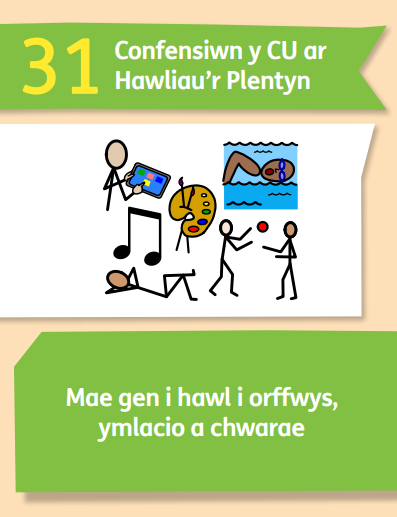 31
Confensiwn y CU ar
Hawliau’r Plentyn
Mae gen i hawl i orffwys,
ymlacio a chwarae